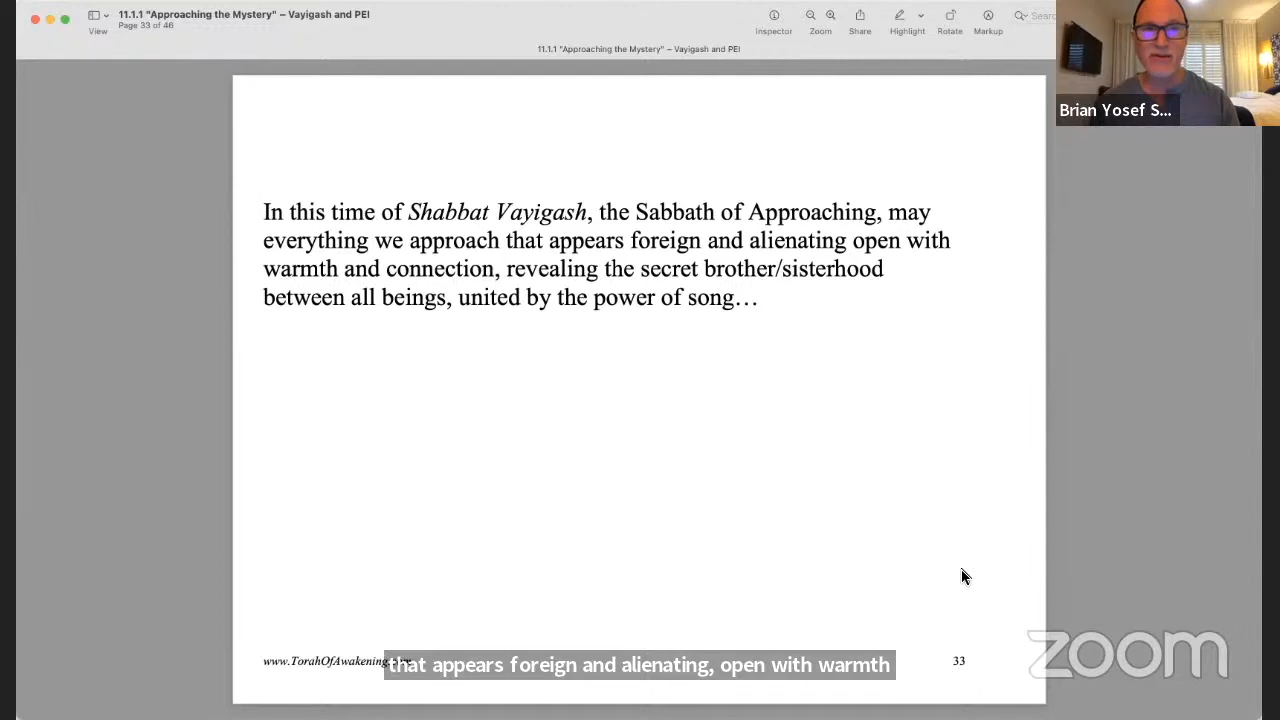 11.1.1 "Approaching the Mystery" – Vayigash and PEI
Page 33 of 46
View
Inspector
Zoom
Share
Highlight
Rotate
Markup
11.1.1 "Approaching the Mystery" – Vayigash and PEI
Brian Yosef S...
In this time of Shabbat Vayigash, the Sabbath of Approaching, may
everything we approach that appears foreign and alienating open with
warmth and connection, revealing the secret brother/sisterhood
between all beings, united by the power of song…
www.TorahOfAwakening.
33
that appears foreign and alienating, open with warmth
zoom